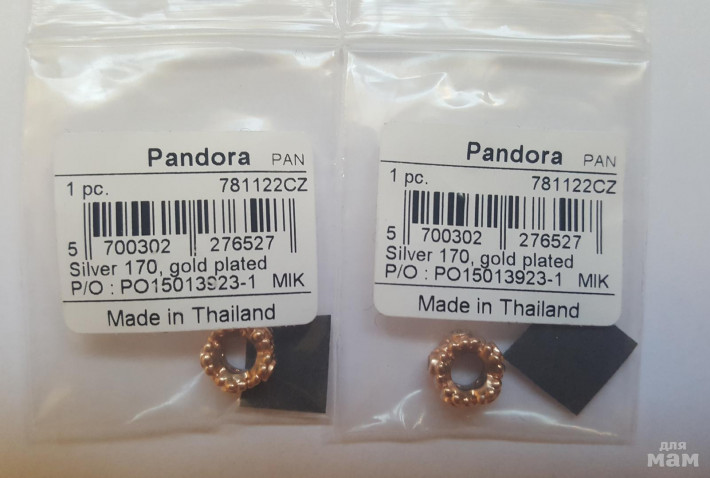 Pandora PAN
1 pc. 781122CZ
5 700302 276527
Silver 170, gold plated
P/O : PO15013923-1 MIK
Made in Thailand
Pandora PAN
1 pc. 781122CZ
5 700302 276527
Silver 170, gold plated
P/O : PO15013923-1 MIK
Made in Thailand
для
мам